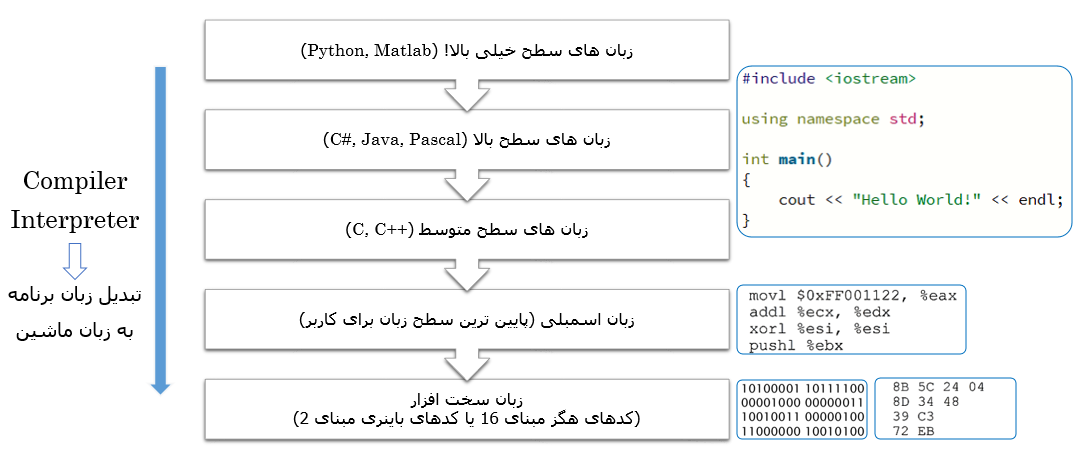 زبان های سطح خیلی بالا! (Python, Matlab)
زبان های سطح بالا (C#, Java, Pascal)
زبان های سطح متوسط (C, C++)
زبان اسمبلی (پایین ترین سطح زبان برای کاربر)
زبان سخت افزار
(کدهای هگز مبنای 16 یا کدهای باینری مبنای 2)
Compiler
Interpreter
تبدیل زبان برنامه
به زبان ماشین
#include <iostream>
using namespace std;
int main()
{
cout << "Hello World!" << endl;
}
movl $0xFF001122, %eax
addl %ecx, %edx
xorl %esi, %esi
pushl %ebx
10100001 10111100
00001000 00000011
10010011 00000100
11000000 10010100
8B 5C 24 04
8D 34 48
39 C3
72 EB